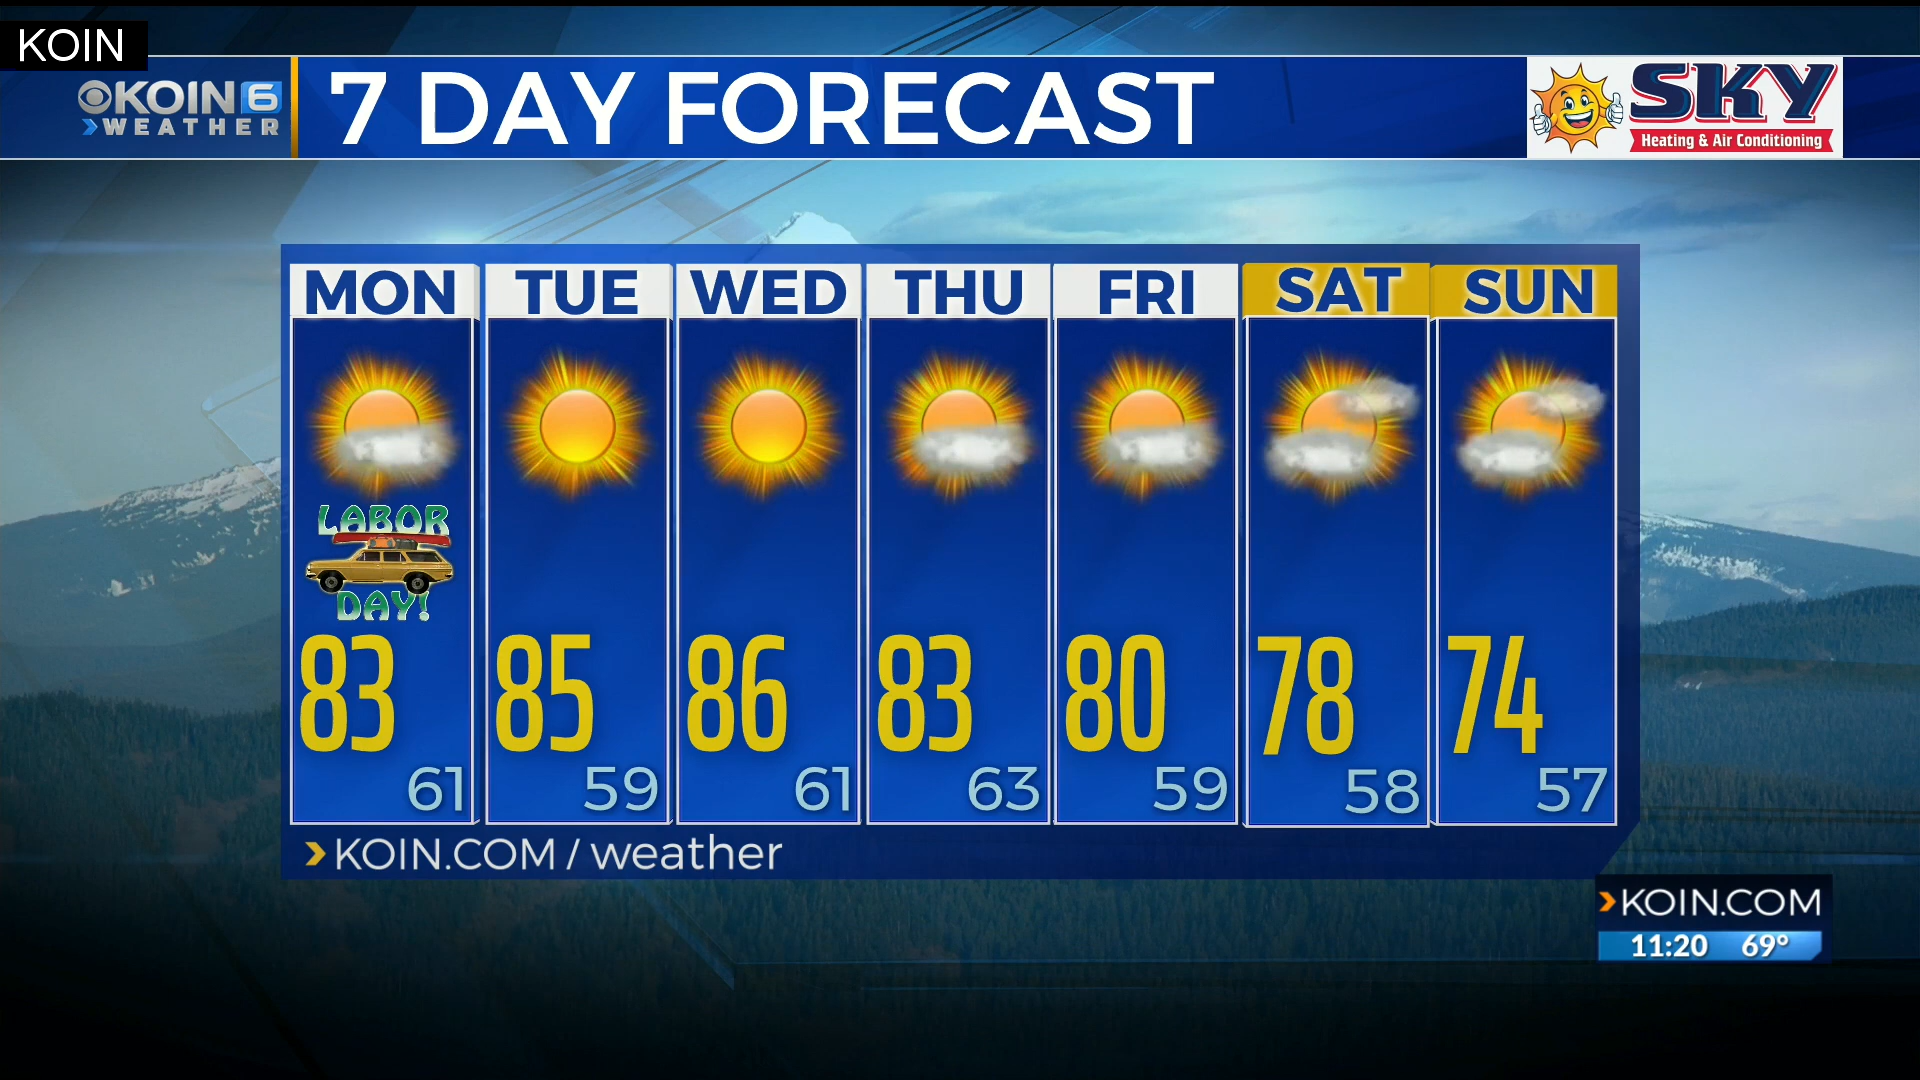 KOIN
KOIN 6
WEATHER
7 DAY FORECAST
SKY
Heating & Air Conditioning
MON TUE WED THU FRI SAT SUN
LABOR
DAY!
83 85 86 83 80 78 74
61 59 61 63 59 58 57
KOIN.COM / weather
KOIN.COM
11:20 69°